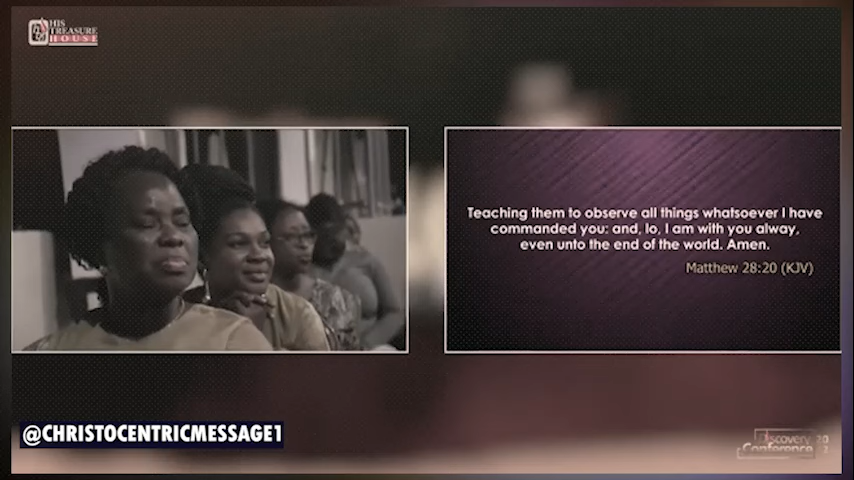 HIS
TREASURE
HOUSE
Teaching them to observe all things whatsoever I have
commanded you: and, lo, I am with you alway,
even unto the end of the world. Amen.
Matthew 28:20 (KJV)
@CHRISTOCENTRICMESSAGE1
Discovery
Conference